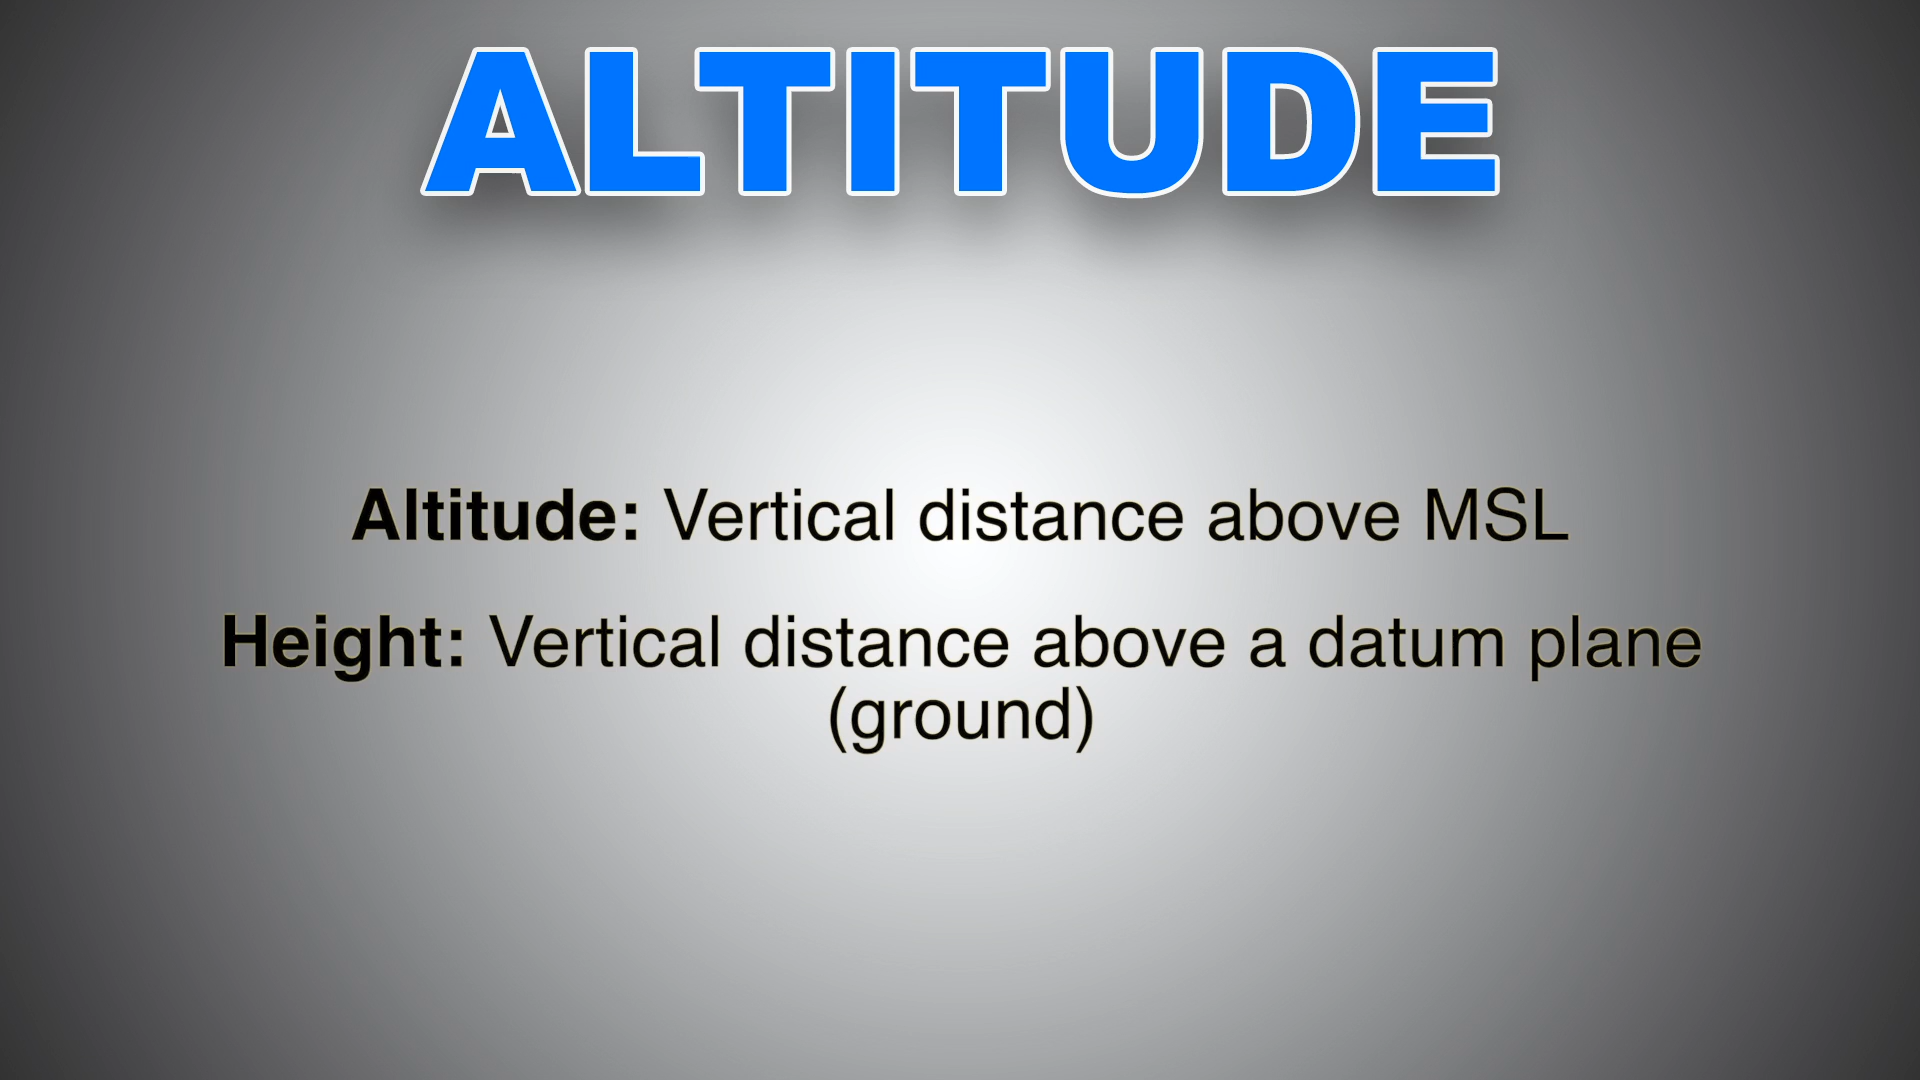 ALTITUDE
Altitude: Vertical distance above MSL
Height: Vertical distance above a datum plane
(ground)